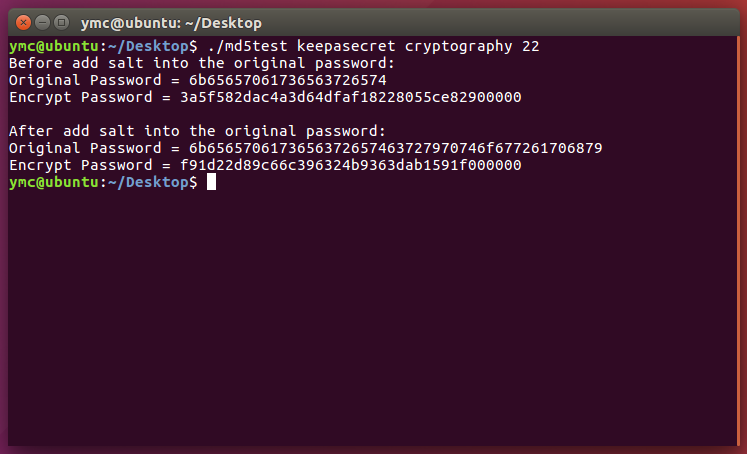 ymc@ubuntu: ~/Desktop
ymc@ubuntu:~/Desktop$ ./md5test keepasecret cryptography 22
Before add salt into the original password:
Original Password = 6b65657061736563726574
Encrypt Password = 3a5f582dac4a3d64dfaf18228055ce82900000
After add salt into the original password:
Original Password = 6b6565706173656372657463727970746f677261706879
Encrypt Password = f91d22d89c66c396324b9363dab1591f000000
ymc@ubuntu:~/Desktop$